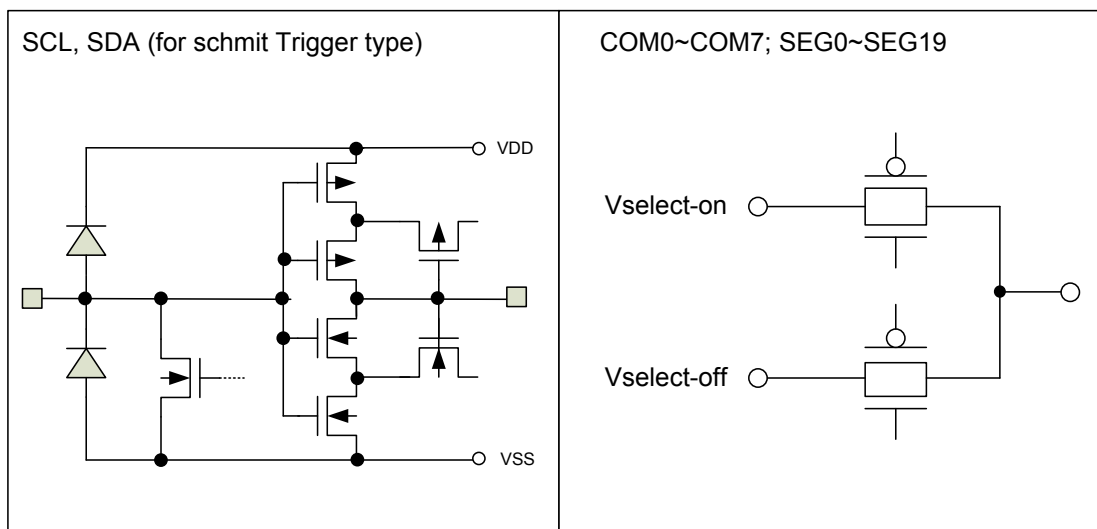 SCL, SDA (for schmit Trigger type)
VDD
VSS
COM0~COM7; SEG0~SEG19
Vselect-on
Vselect-off